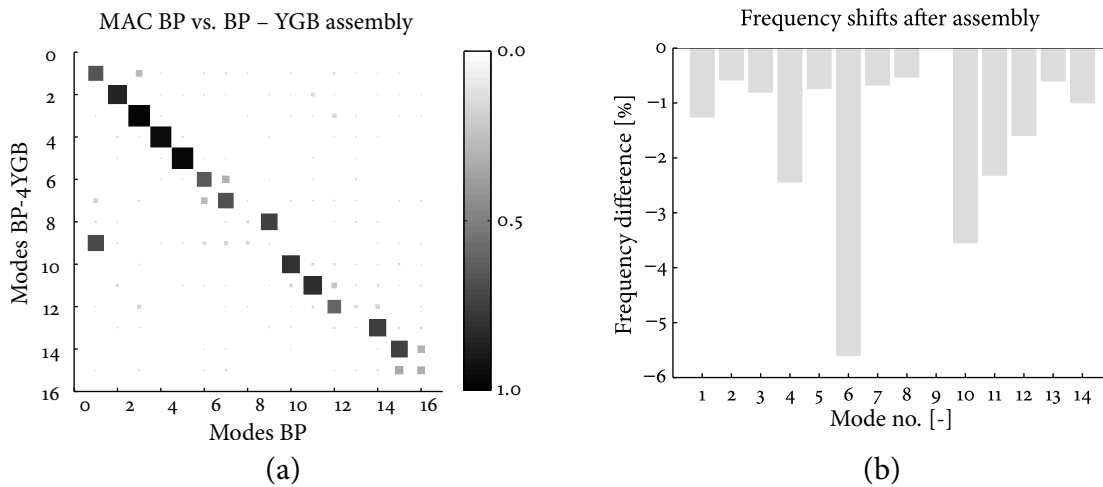 MAC BP vs. BP – YGB assembly
0
2
4
6
8
10
12
14
16
Modes BP-4YGB
0 2 4 6 8 10 12 14 16
Modes BP
0.0
0.5
1.0
(a)
Frequency shifts after assembly
0
−1
−2
−3
−4
−5
−6
Frequency difference [%]
1 2 3 4 5 6 7 8 9 10 11 12 13 14
Mode no. [-]
(b)